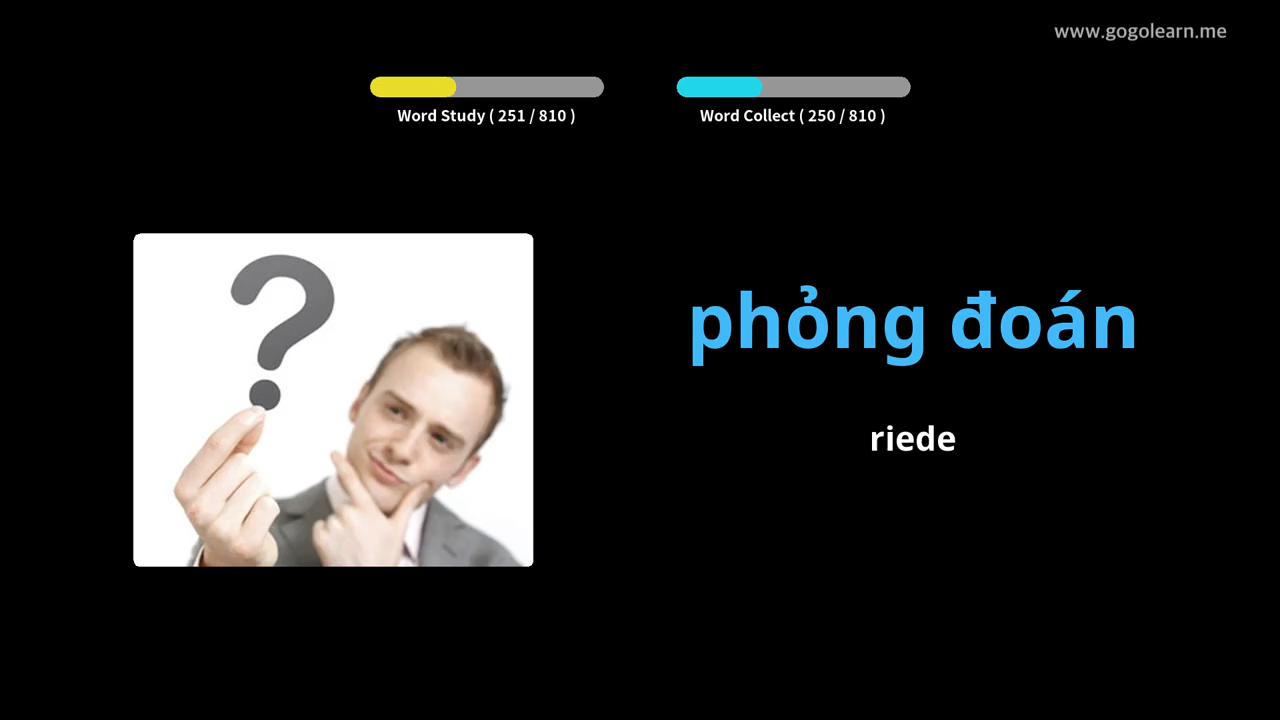 www.gogolearn.me
Word Study ( 251 / 810 )
Word Collect ( 250 / 810 )
phỏng đoán
riede